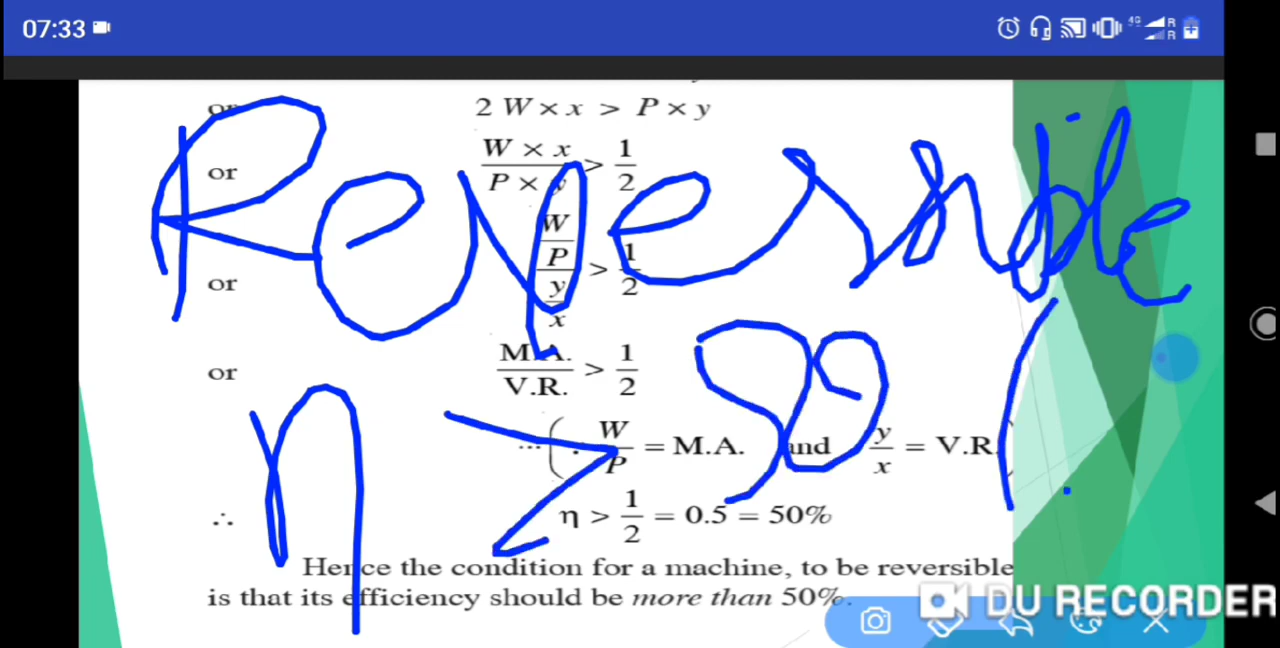 07:33
4G R
R
or 2 W × x > P × y
or W × x / P × y > 1/2
Reversible
or W/P / y/x > 1/2
or M.A. / V.R. > 1/2
η > 50 /.
... ( ∵ W/P = M.A. and y/x = V.R. )
∴ η > 1/2 = 0.5 = 50%
Hence the condition for a machine, to be reversible
is that its efficiency should be more than 50%.
DU RECORDER